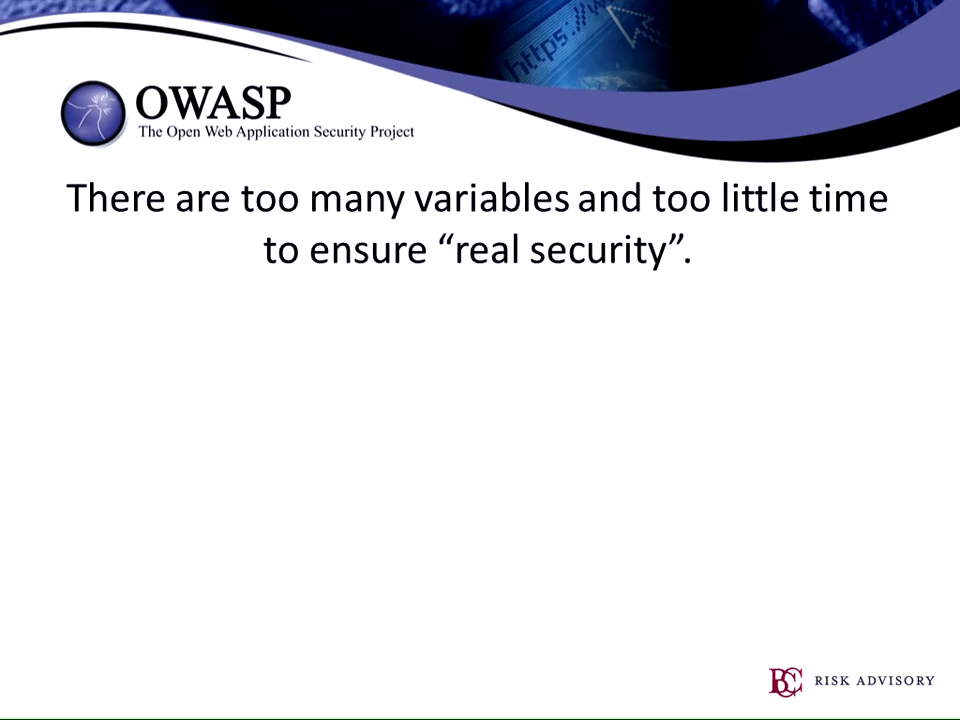 https://w
OWASP
The Open Web Application Security Project
There are too many variables and too little time
to ensure “real security”.
BCC RISK ADVISORY